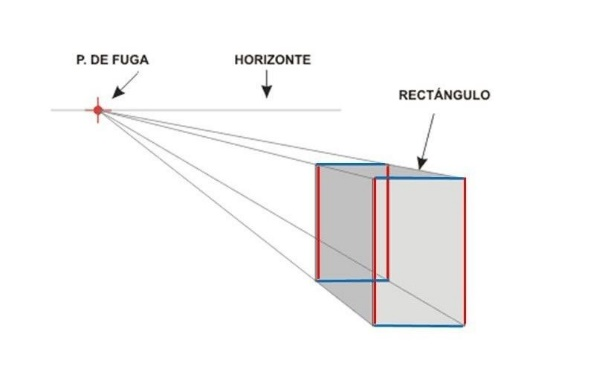 P. DE FUGA
HORIZONTE
RECTÁNGULO